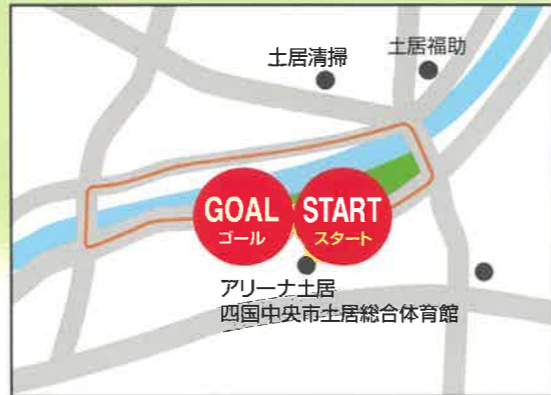 土居清掃
土居福助
GOAL
ゴール
START
スタート
アリーナ土居
四国中央市土居総合体育館